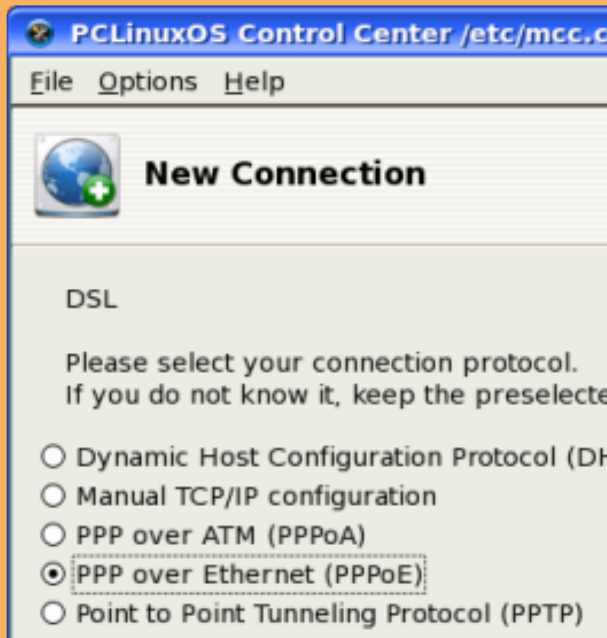 PCLinuxOS Control Center /etc/mcc.c
File Options Help
New Connection
DSL
Please select your connection protocol.
If you do not know it, keep the preselecte
Dynamic Host Configuration Protocol (DH
Manual TCP/IP configuration
PPP over ATM (PPPoA)
PPP over Ethernet (PPPoE)
Point to Point Tunneling Protocol (PPTP)